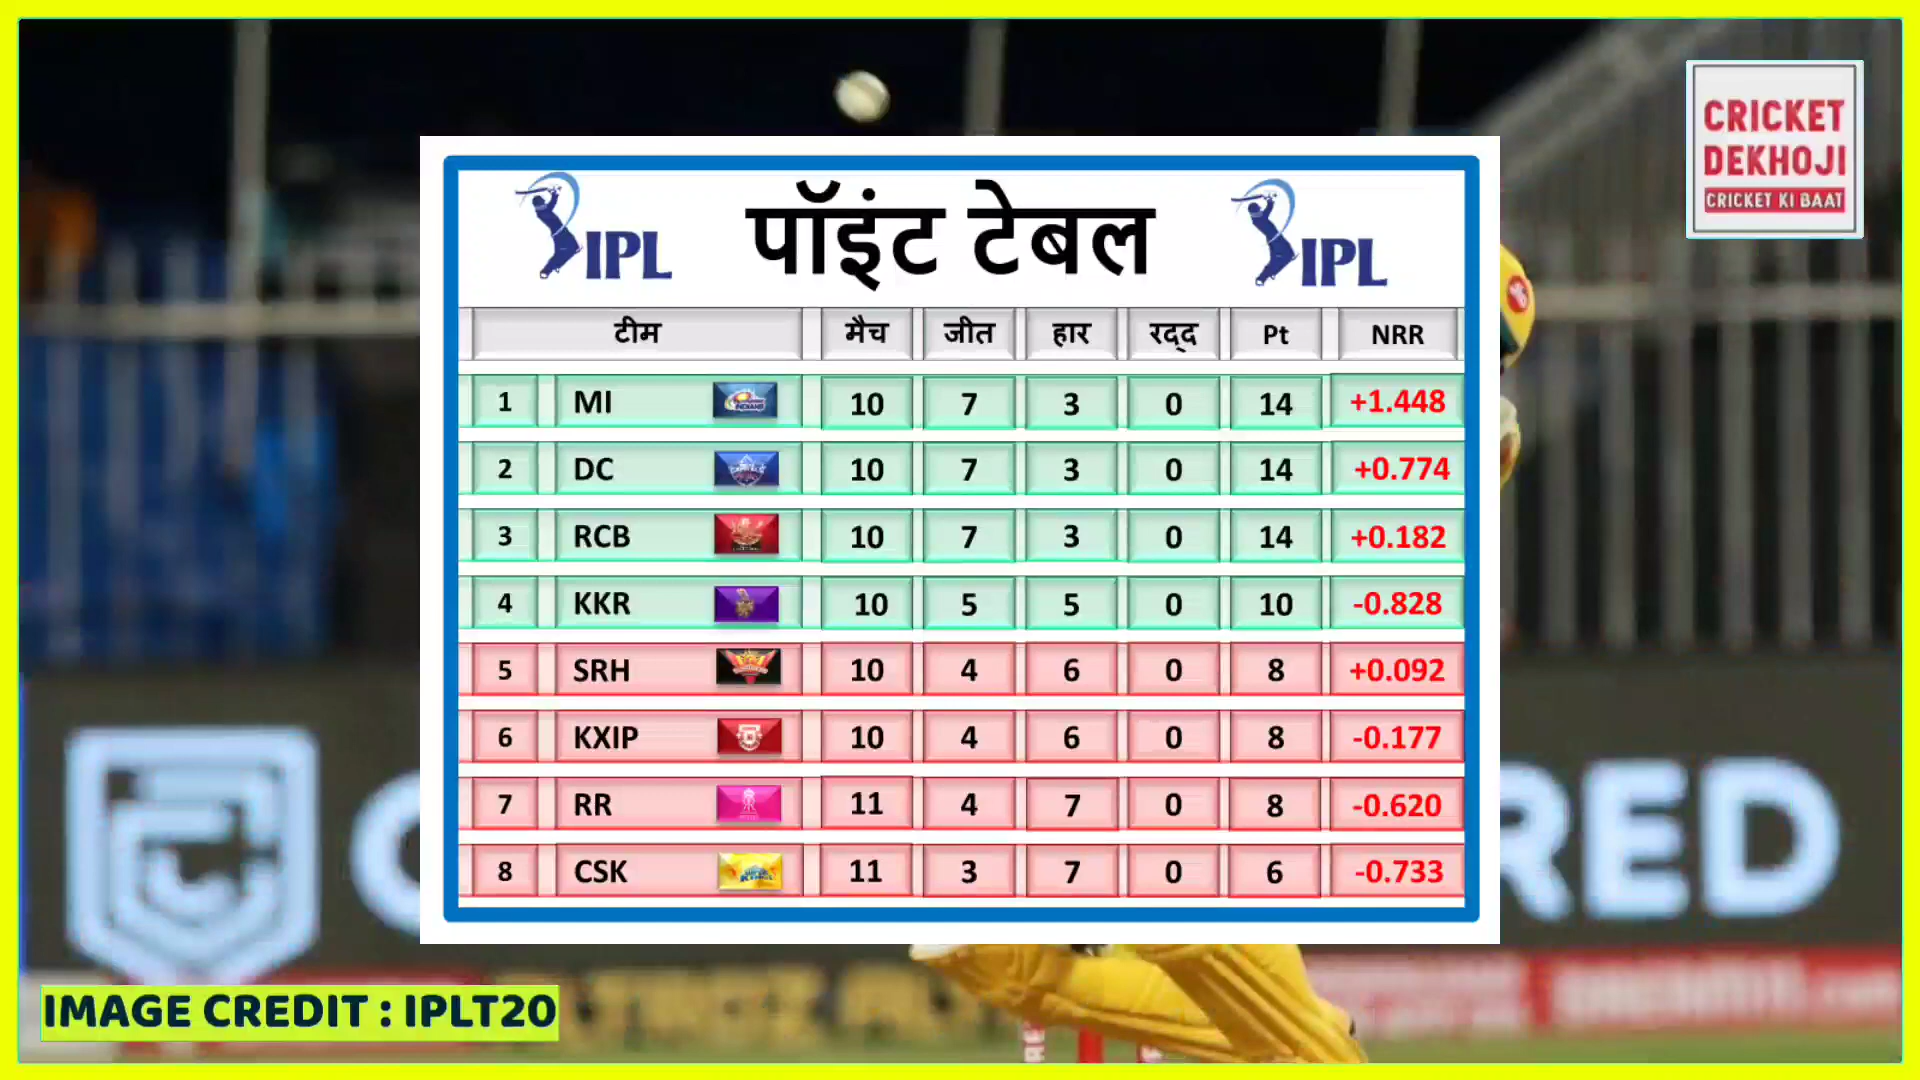 CRICKET
DEKHOJI
CRICKET KI BAAT
IPL पॉइंट टेबल IPL
टीम मैच जीत हार रद्द Pt NRR
1 MI 10 7 3 0 14 +1.448
2 DC 10 7 3 0 14 +0.774
3 RCB 10 7 3 0 14 +0.182
4 KKR 10 5 5 0 10 -0.828
5 SRH 10 4 6 0 8 +0.092
6 KXIP 10 4 6 0 8 -0.177
7 RR 11 4 7 0 8 -0.620
8 CSK 11 3 7 0 6 -0.733
RED
IMAGE CREDIT : IPLT20